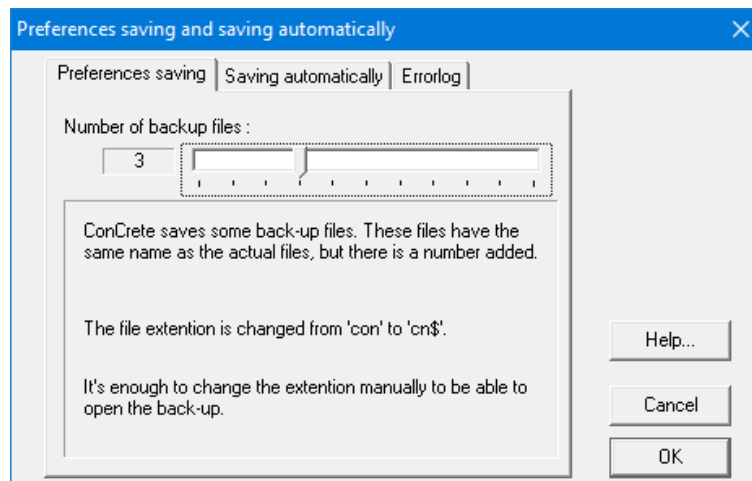 Preferences saving and saving automatically
Preferences saving Saving automatically Errorlog
Number of backup files :
3
ConCrete saves some back-up files. These files have the
same name as the actual files, but there is a number added.
The file extention is changed from 'con' to 'cn$'.
It's enough to change the extention manually to be able to
open the back-up.
Help...
Cancel
OK